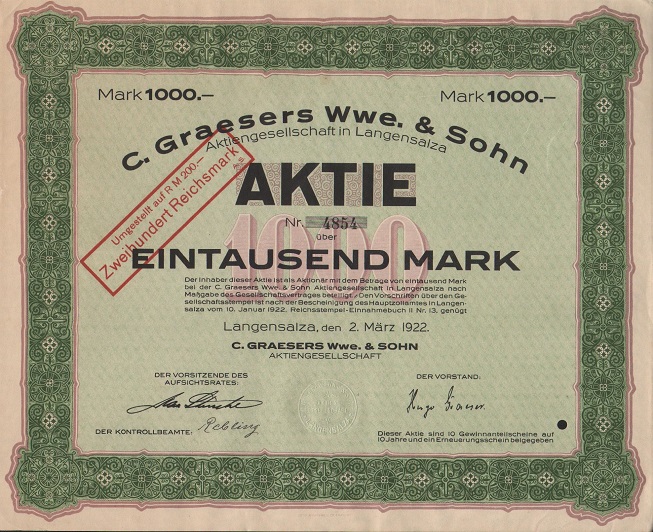 Mark 1000.– Mark 1000.–
C. Graesers Wwe. & Sohn
Aktiengesellschaft in Langensalza
Umgestellt auf R M 200.–
Zweihundert Reichsmark
AKTIE
Nr. 4854
über
1000
EINTAUSEND MARK
Der Inhaber dieser Aktie ist als Aktionär mit dem Betrage von eintausend Mark
bei der C. Graesers Wwe. & Sohn Aktiengesellschaft in Langensalza nach
Maßgabe des Gesellschaftsvertrages beteiligt. Den Vorschriften über den Ge-
sellschaftsstempel ist nach der Bescheinigung des Hauptzollamtes in Langen-
salza vom 10. Januar 1922, Reichsstempel-Einnahmebuch II Nr. 13, genügt
Langensalza, den 2. März 1922.
C. GRAESERS Wwe. & SOHN
AKTIENGESELLSCHAFT
DER VORSITZENDE DES
AUFSICHTSRATES:
DER VORSTAND:
Hugo Graeser.
DER KONTROLLBEAMTE:
Dieser Aktie sind 10 Gewinnanteilscheine auf
10 Jahre und ein Erneuerungsschein beigegeben